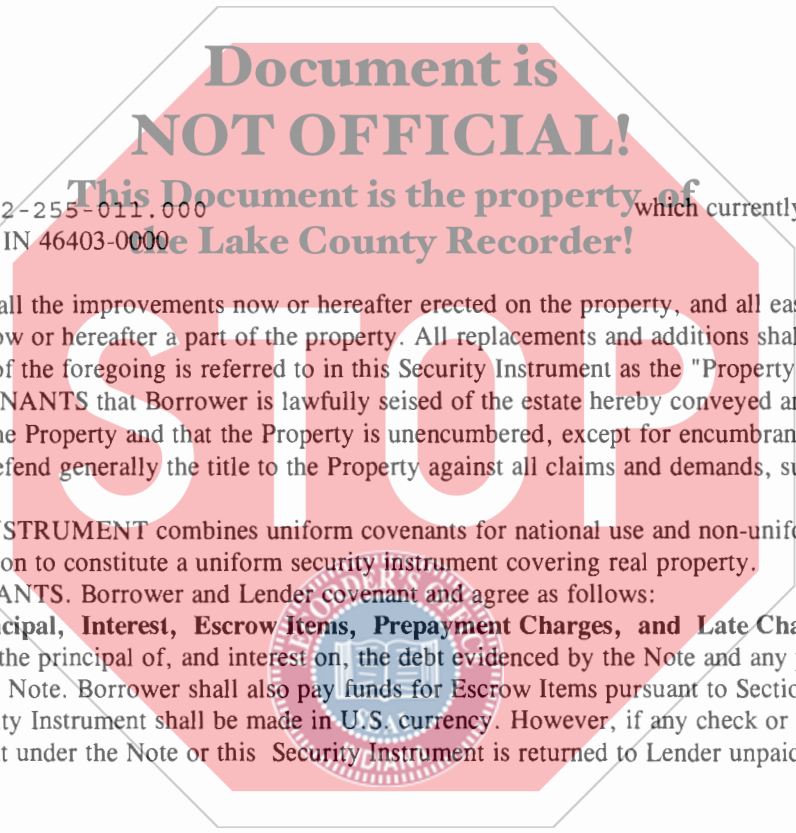 Document is
NOT OFFICIAL!
This Document is the property of
the Lake County Recorder!
2-255-011.000 which currently
IN 46403-0000
all the improvements now or hereafter erected on the property, and all eas
ow or hereafter a part of the property. All replacements and additions shal
of the foregoing is referred to in this Security Instrument as the "Property
NANTS that Borrower is lawfully seised of the estate hereby conveyed an
he Property and that the Property is unencumbered, except for encumbran
efend generally the title to the Property against all claims and demands, su
STOP
STRUMENT combines uniform covenants for national use and non-unifo
on to constitute a uniform security instrument covering real property.
ANTS. Borrower and Lender covenant and agree as follows:
cipal, Interest, Escrow Items, Prepayment Charges, and Late Cha
the principal of, and interest on, the debt evidenced by the Note and any
Note. Borrower shall also pay funds for Escrow Items pursuant to Sectio
ty Instrument shall be made in U.S. currency. However, if any check or
t under the Note or this Security Instrument is returned to Lender unpaid
RECORDER'S OFFICE
INDIANA